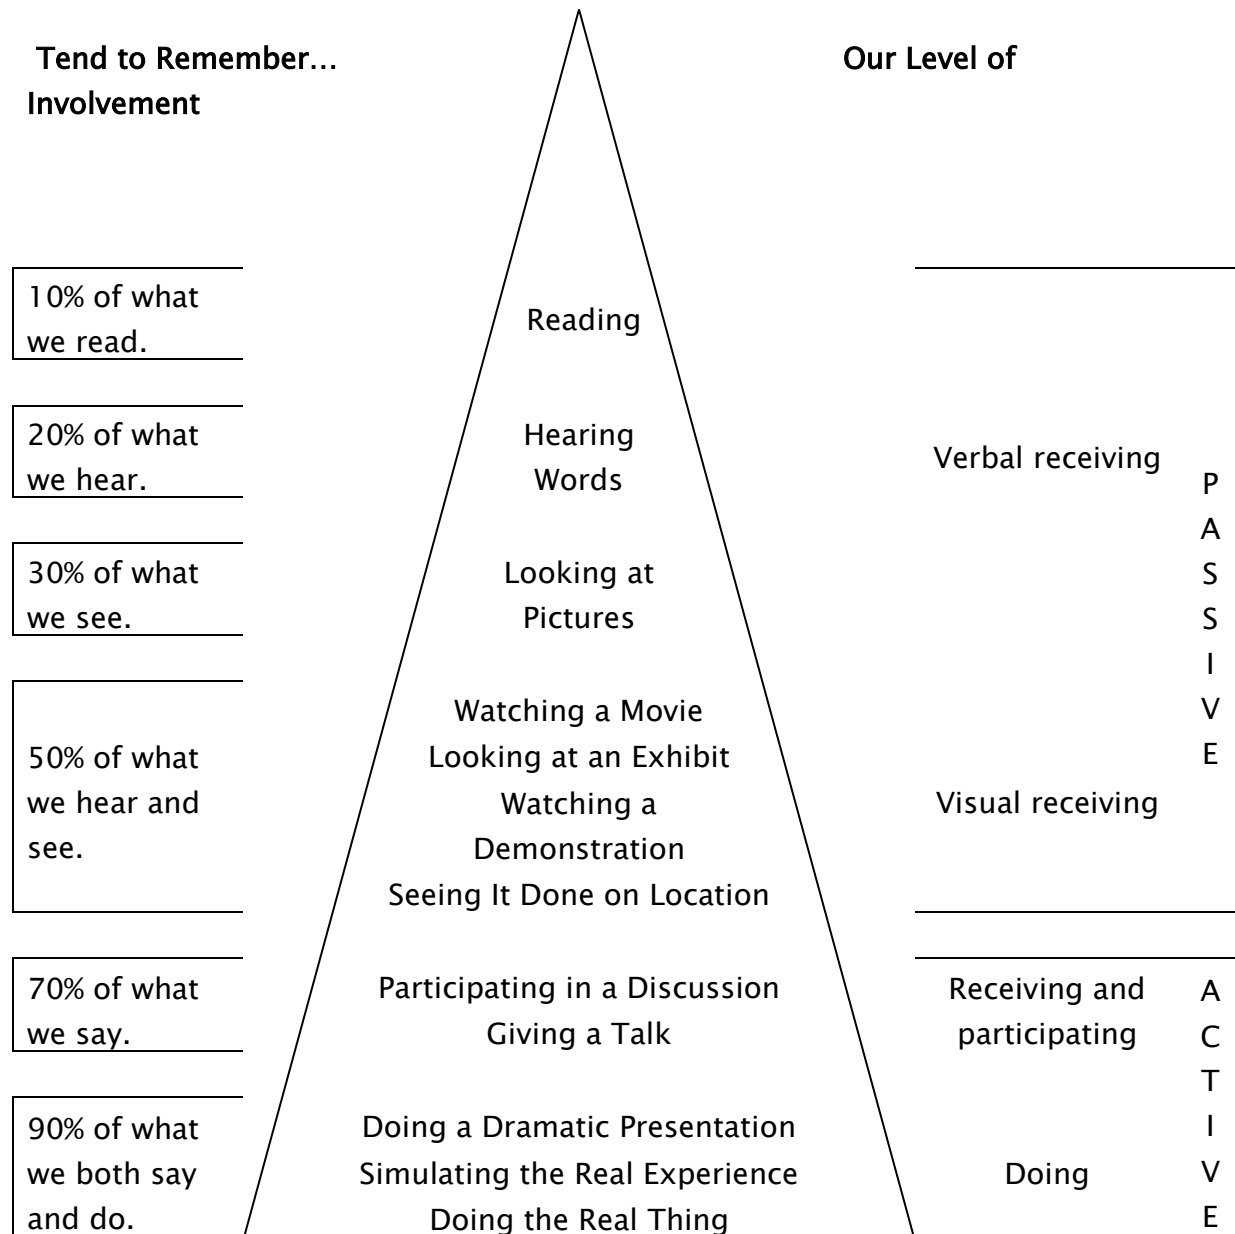 Tend to Remember… Our Level of
Involvement
10% of what
we read.
Reading
20% of what
we hear.
Hearing
Words
Verbal receiving
30% of what
we see.
Looking at
Pictures
P
A
S
S
I
V
E
50% of what
we hear and
see.
Watching a Movie
Looking at an Exhibit
Watching a
Demonstration
Seeing It Done on Location
Visual receiving
70% of what
we say.
Participating in a Discussion
Giving a Talk
Receiving and
participating
90% of what
we both say
and do.
Doing a Dramatic Presentation
Simulating the Real Experience
Doing the Real Thing
Doing
A
C
T
I
V
E